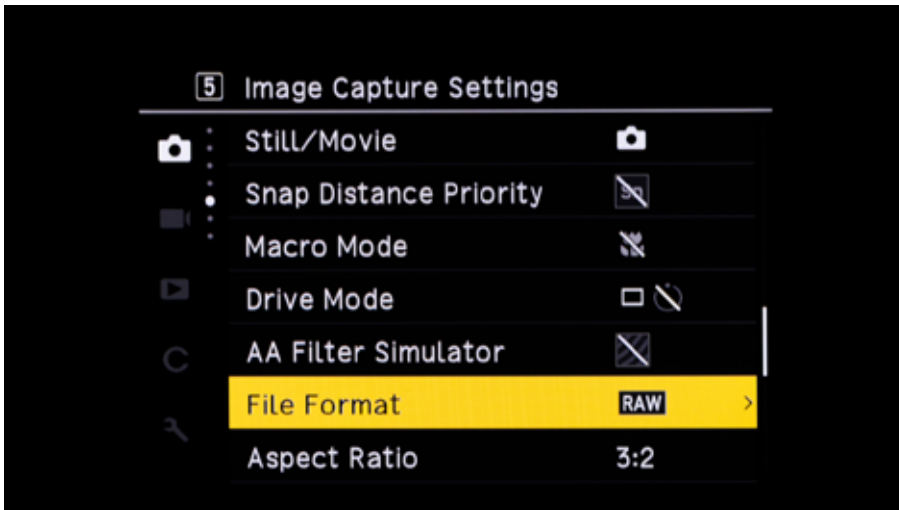 5 Image Capture Settings
Still/Movie
Snap Distance Priority Sn
Macro Mode
Drive Mode
AA Filter Simulator
C
File Format RAW >
Aspect Ratio 3:2